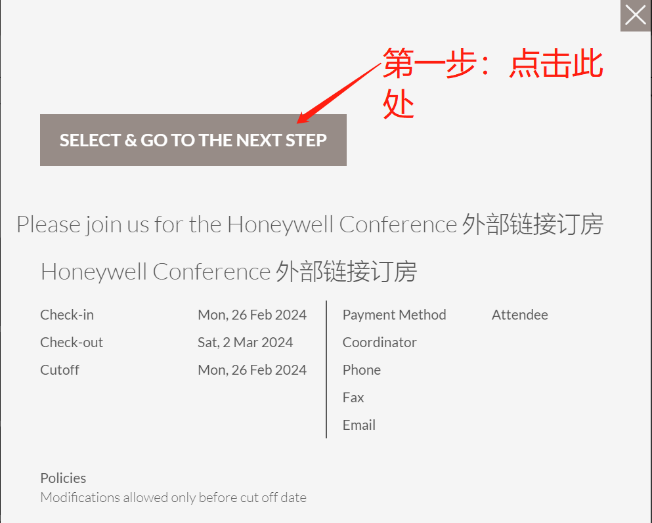 第一步：点击此
处
SELECT & GO TO THE NEXT STEP
Please join us for the Honeywell Conference 外部链接订房
Honeywell Conference 外部链接订房
Check-in Mon, 26 Feb 2024 Payment Method Attendee
Check-out Sat, 2 Mar 2024 Coordinator
Cutoff Mon, 26 Feb 2024 Phone
Fax
Email
Policies
Modifications allowed only before cut off date